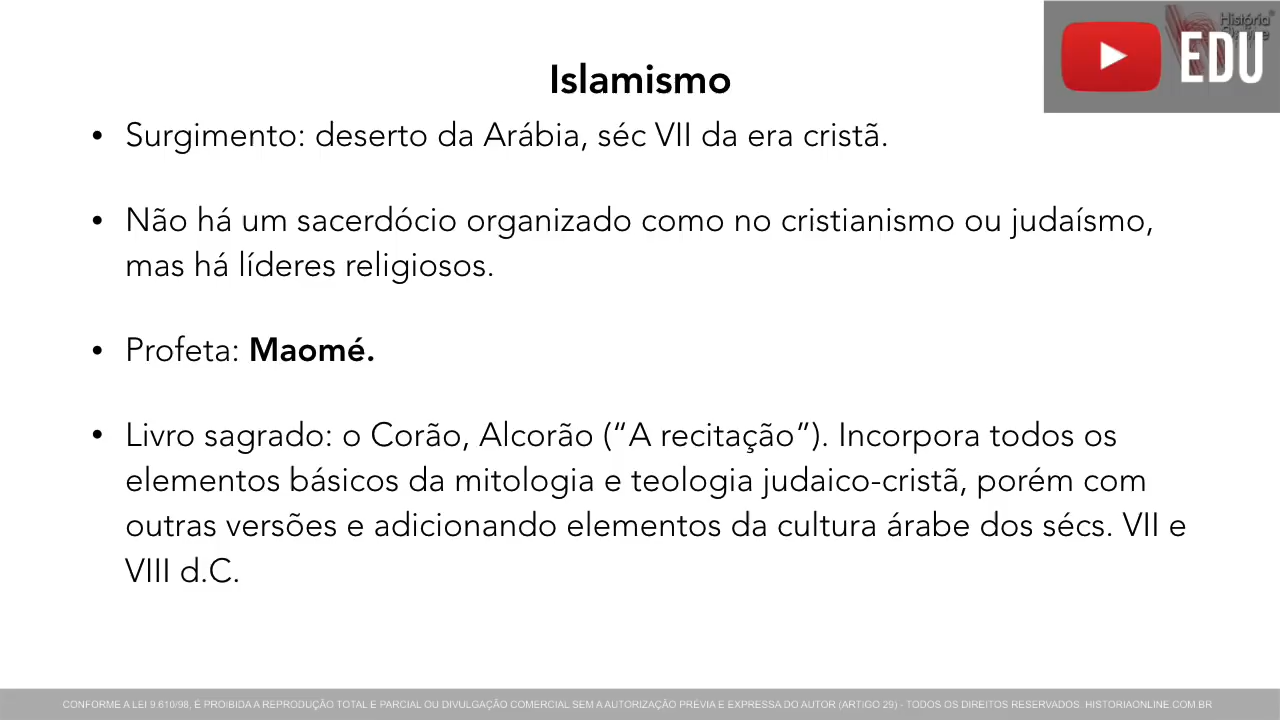 História
Online
EDU
Islamismo
• Surgimento: deserto da Arábia, séc VII da era cristã.
• Não há um sacerdócio organizado como no cristianismo ou judaísmo,
mas há líderes religiosos.
• Profeta: Maomé.
• Livro sagrado: o Corão, Alcorão (“A recitação”). Incorpora todos os
elementos básicos da mitologia e teologia judaico-cristã, porém com
outras versões e adicionando elementos da cultura árabe dos sécs. VII e
VIII d.C.
CONFORME A LEI 9.610/98, É PROIBIDA A REPRODUÇÃO TOTAL E PARCIAL OU DIVULGAÇÃO COMERCIAL SEM A AUTORIZAÇÃO PRÉVIA E EXPRESSA DO AUTOR (ARTIGO 29) - TODOS OS DIREITOS RESERVADOS. HISTORIAONLINE.COM.BR